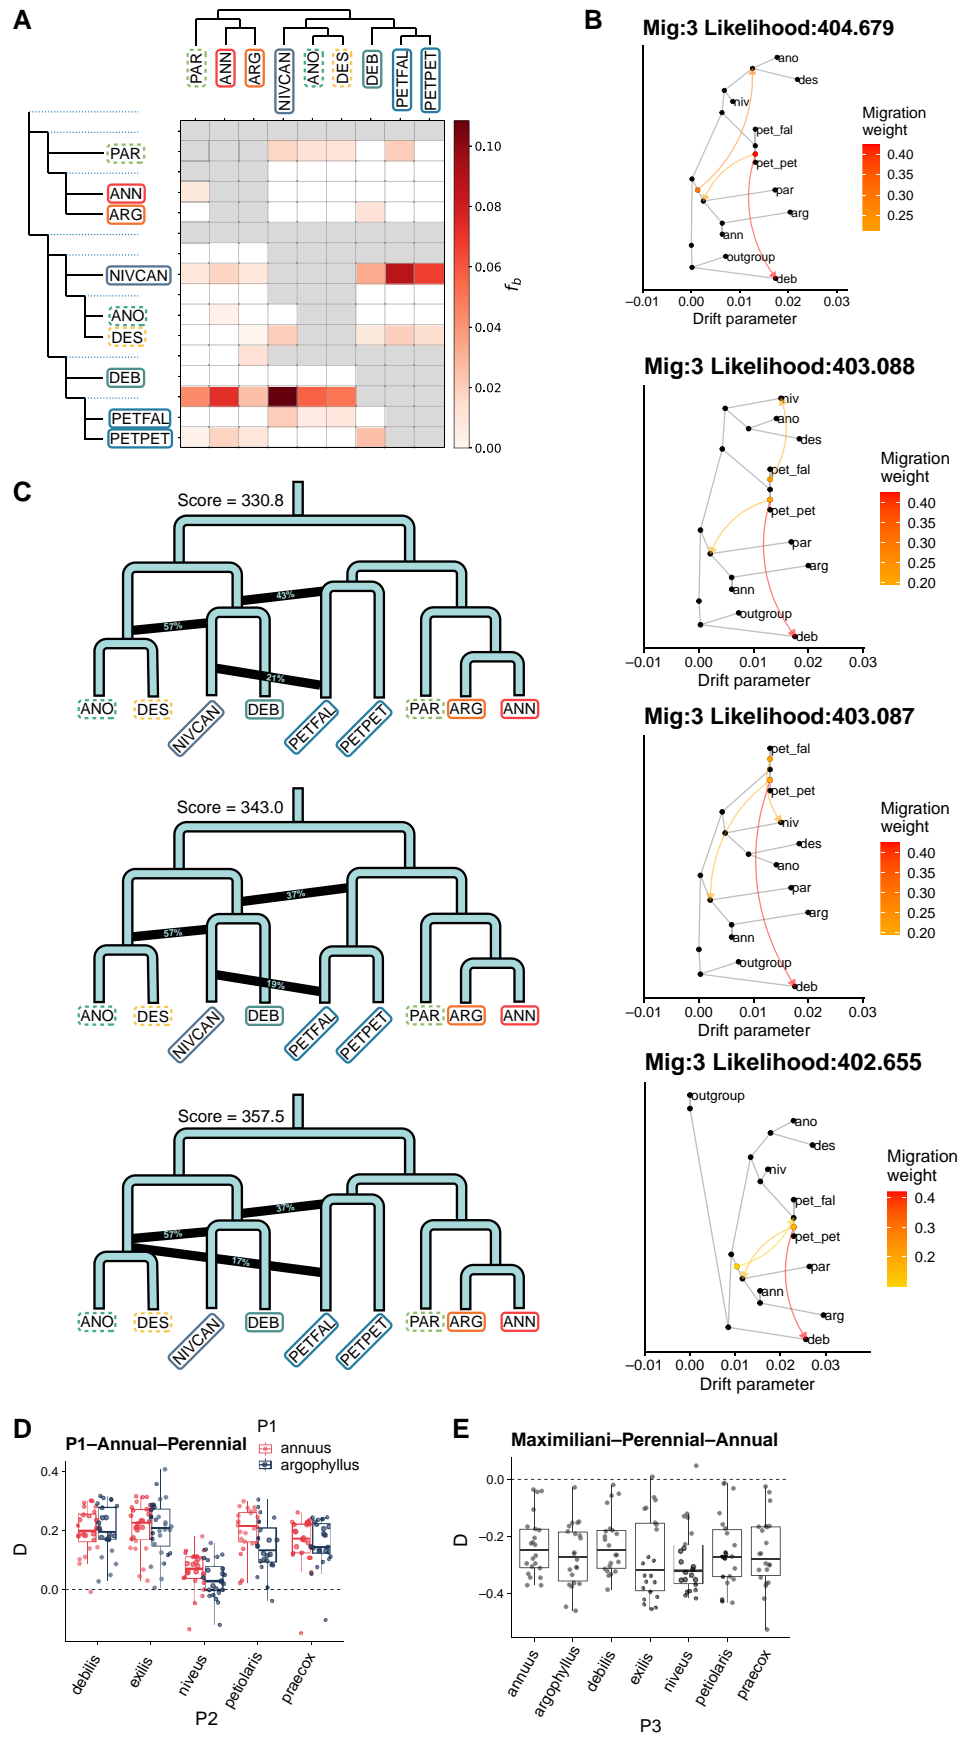 A
PAR
ANN
ARG
NIVCAN
ANO
DES
DEB
PETFAL
PETPET
PAR
ANN
ARG
NIVCAN
ANO
DES
DEB
PETFAL
PETPET
0.10
0.08
0.06
0.04
0.02
0.00
fb
B
Mig:3 Likelihood:404.679
ano
des
niv
pet_fal
pet_pet
par
arg
ann
outgroup
deb
−0.01 0.00 0.01 0.02 0.03
Drift parameter
Migration
weight
0.40
0.35
0.30
0.25
Mig:3 Likelihood:403.088
niv
ano
des
pet_fal
pet_pet
par
arg
ann
outgroup
deb
−0.01 0.00 0.01 0.02 0.03
Drift parameter
Migration
weight
0.40
0.35
0.30
0.25
0.20
Mig:3 Likelihood:403.087
pet_fal
pet_pet
niv
des
ano
par
arg
ann
outgroup
deb
−0.01 0.00 0.01 0.02 0.03
Drift parameter
Migration
weight
0.40
0.35
0.30
0.25
0.20
Mig:3 Likelihood:402.655
outgroup
ano
des
niv
pet_fal
pet_pet
par
ann
arg
deb
−0.01 0.00 0.01 0.02 0.03
Drift parameter
Migration
weight
0.4
0.3
0.2
C
Score = 330.8
43%
57%
21%
ANO DES NIVCAN DEB PETFAL PETPET PAR ARG ANN
Score = 343.0
37%
57%
19%
ANO DES NIVCAN DEB PETFAL PETPET PAR ARG ANN
Score = 357.5
37%
57%
17%
ANO DES NIVCAN DEB PETFAL PETPET PAR ARG ANN
D
P1−Annual−Perennial
P1
annuus
argophyllus
D
0.4
0.2
0.0
debilis
exilis
niveus
petiolaris
praecox
P2
E
Maximiliani−Perennial−Annual
D
0.0
−0.2
−0.4
annuus
argophyllus
debilis
exilis
niveus
petiolaris
praecox
P3